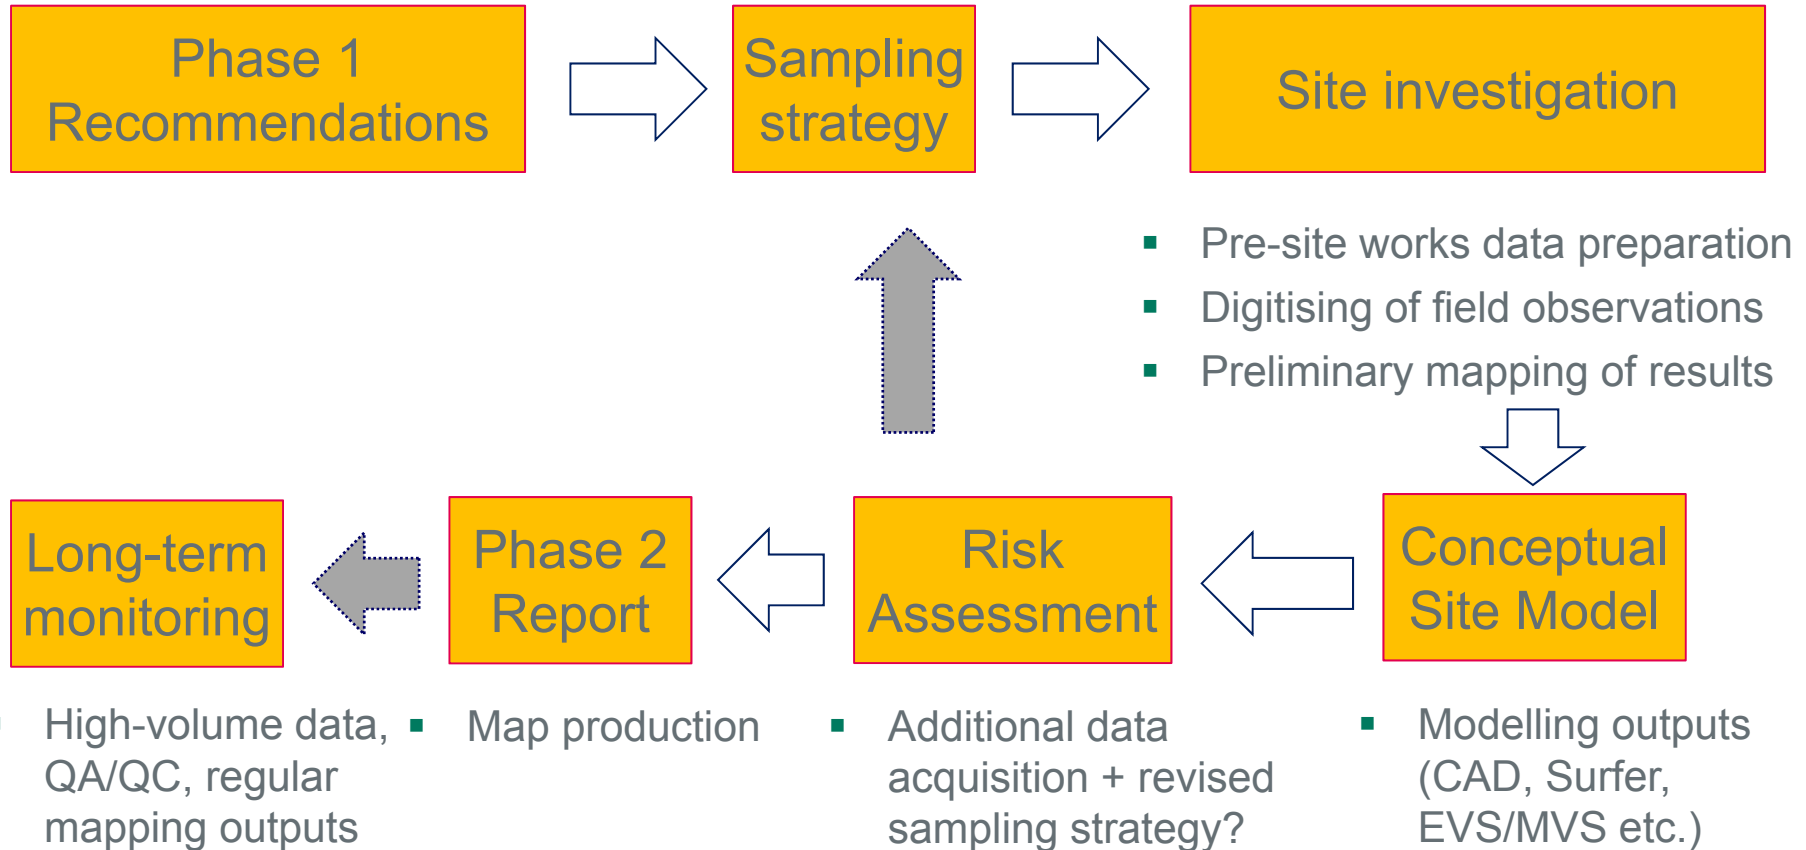 Phase 1
Recommendations
Sampling
strategy
Site investigation
▪ Pre-site works data preparation
▪ Digitising of field observations
▪ Preliminary mapping of results
Long-term
monitoring
Phase 2
Report
Risk
Assessment
Conceptual
Site Model
▪ High-volume data,
QA/QC, regular
mapping outputs
▪ Map production
▪ Additional data
acquisition + revised
sampling strategy?
▪ Modelling outputs
(CAD, Surfer,
EVS/MVS etc.)